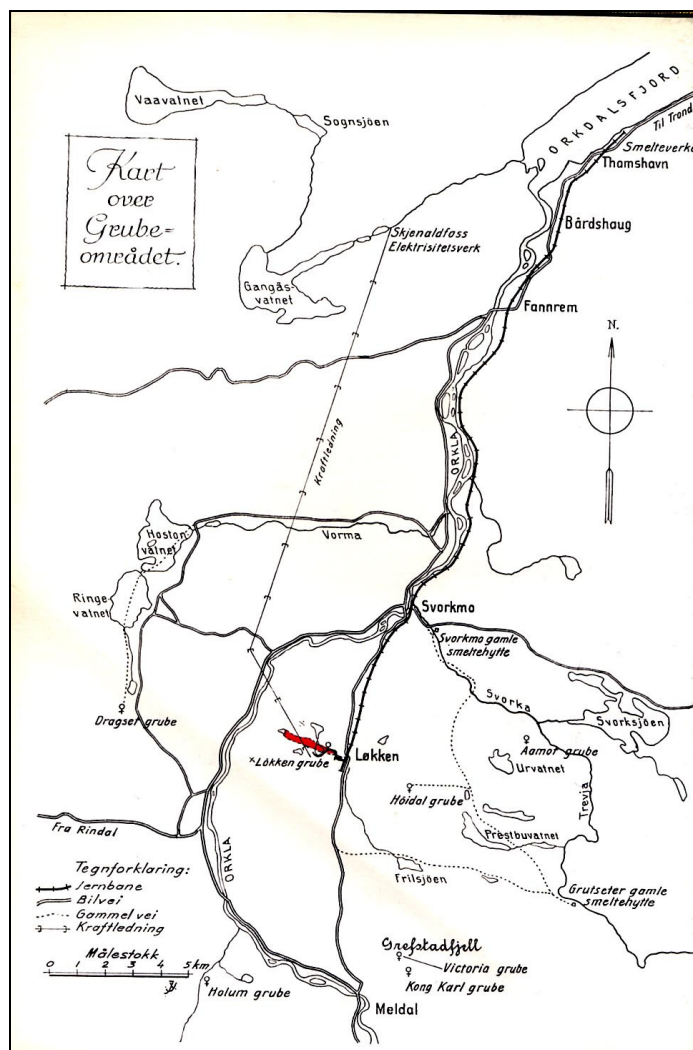 Vaavatnet
Sognsjöen
ORKDALSFJORD
Til Trond
Smelteverke
Thamshavn
Kart
over
Grube=
området.
Bårdshaug
Skjenaldfoss
Elektrisitetsverk
Gangås-
vatnet
Fannrem
N.
Kraftledning
ORKLA
Hoston-
vatnet
Vorma
Ringe-
vatnet
Svorkmo
Svorkmo gamle
smeltehytte
Svorka
Svorksjöen
Dragset grube
Aamot grube
Urvatnet
Løkken
Løkken grube
Höidal grube
Trevja
Prestbuvatnet
Fra Rindal
ORKLA
Frilsjöen
Grutseter gamle
smeltehytte
Tegnforklaring:
Jernbane
Bilvei
Gammel vei
Kraftledning
Målestokk
0 1 2 3 4 5 km
Grefstadfjell
Victoria grube
Kong Karl grube
Holum grube
Meldal